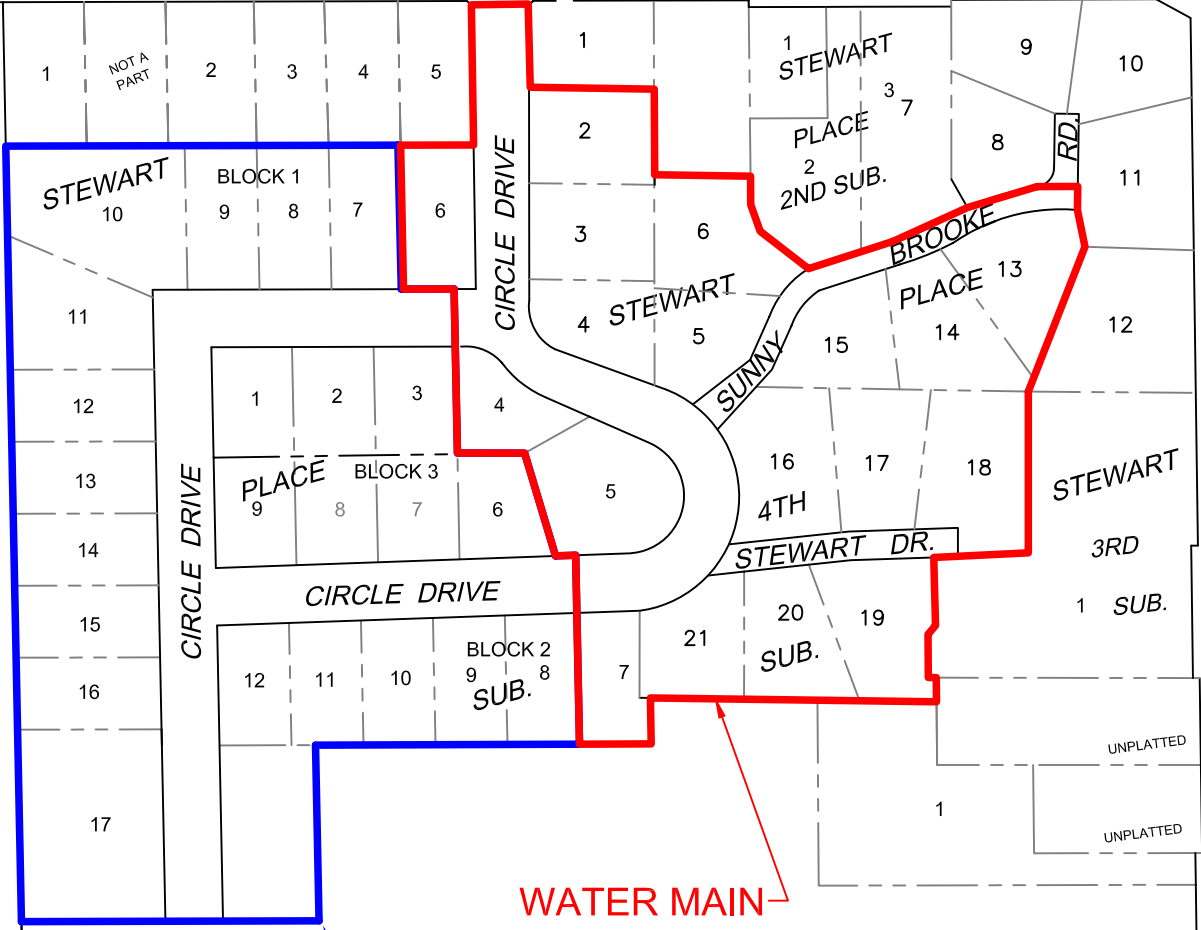 1
NOT A
PART
2
3
4
5
1
1
STEWART
9
10
3
7
PLACE
2
2ND SUB.
8
RD.
11
STEWART
BLOCK 1
10
9
8
7
6
CIRCLE DRIVE
2
3
6
BROOKE
13
PLACE
STEWART
4
5
SUNNY
15
14
12
11
12
13
14
15
16
17
1
2
3
4
PLACE
BLOCK 3
9
8
7
6
5
CIRCLE DRIVE
CIRCLE DRIVE
16
17
18
4TH
STEWART DR.
STEWART
3RD
1
SUB.
BLOCK 2
12
11
10
9
8
SUB.
7
21
20
19
SUB.
UNPLATTED
1
UNPLATTED
WATER MAIN